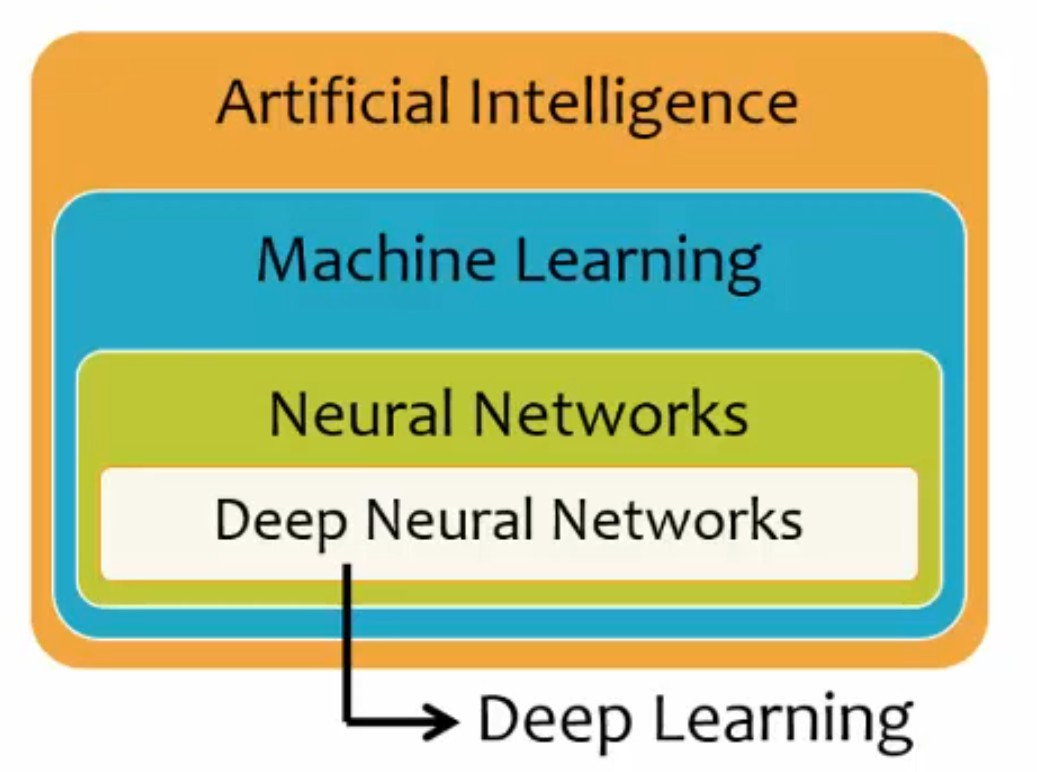 Artificial Intelligence
Machine Learning
Neural Networks
Deep Neural Networks
Deep Learning